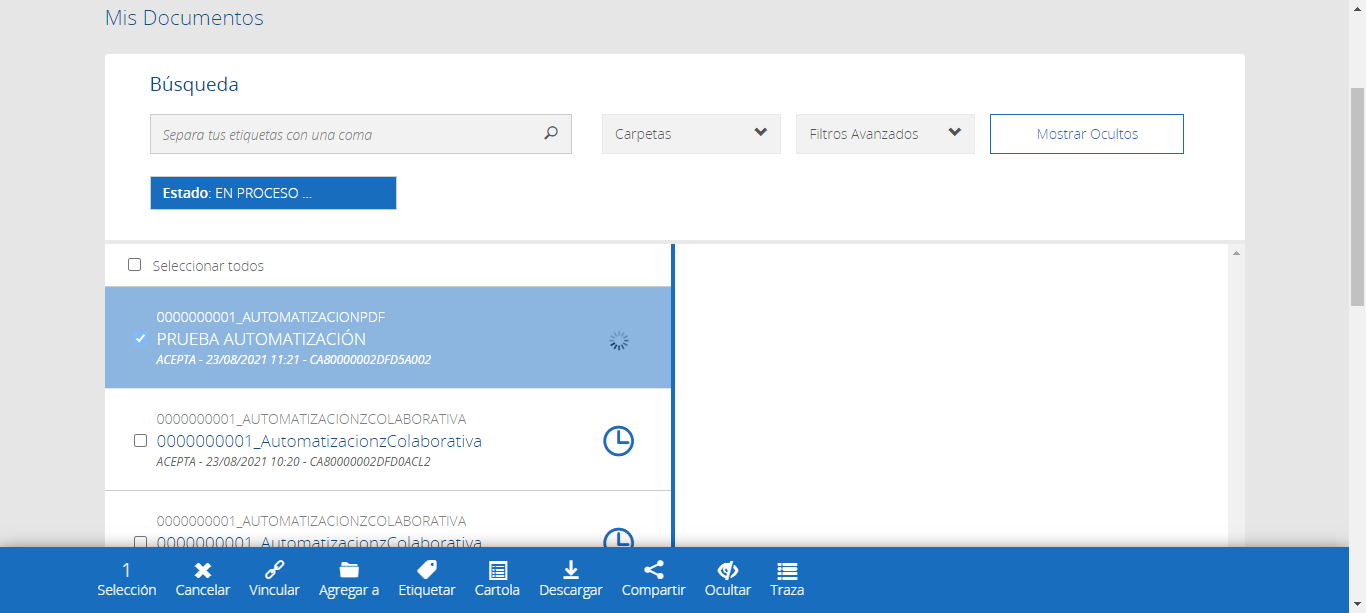 Mis Documentos
Búsqueda
Separa tus etiquetas con una coma
Carpetas
Filtros Avanzados
Mostrar Ocultos
Estado: EN PROCESO ...
Seleccionar todos
0000000001_AUTOMATIZACIONPDF
PRUEBA AUTOMATIZACIÓN
ACEPTA - 23/08/2021 11:21 - CA80000002DFD5A002
0000000001_AUTOMATIZACIONZCOLABORATIVA
0000000001_AutomatizacionzColaborativa
ACEPTA - 23/08/2021 10:20 - CA80000002DFD0ACL2
0000000001_AUTOMATIZACIONZCOLABORATIVA
0000000001_AutomatizacionzColaborativa
1
Selección
Cancelar
Vincular
Agregar a
Etiquetar
Cartola
Descargar
Compartir
Ocultar
Traza